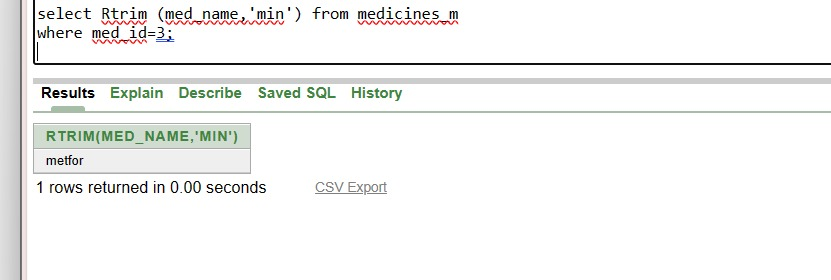 select Rtrim (med_name,'min') from medicines_m
where med_id=3;
Results Explain Describe Saved SQL History
RTRIM(MED_NAME,'MIN')
metfor
1 rows returned in 0.00 seconds CSV Export